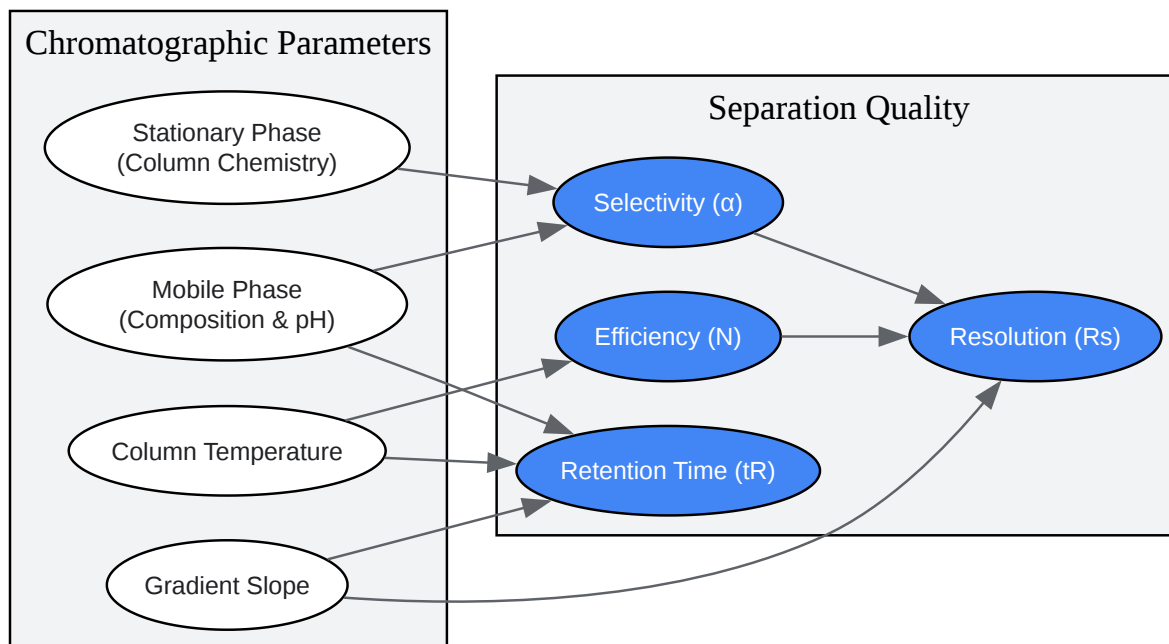 Chromatographic Parameters
Stationary Phase
(Column Chemistry)
Mobile Phase
(Composition & pH)
Column Temperature
Gradient Slope
Separation Quality
Selectivity (α)
Efficiency (N)
Retention Time (tR)
Resolution (Rs)